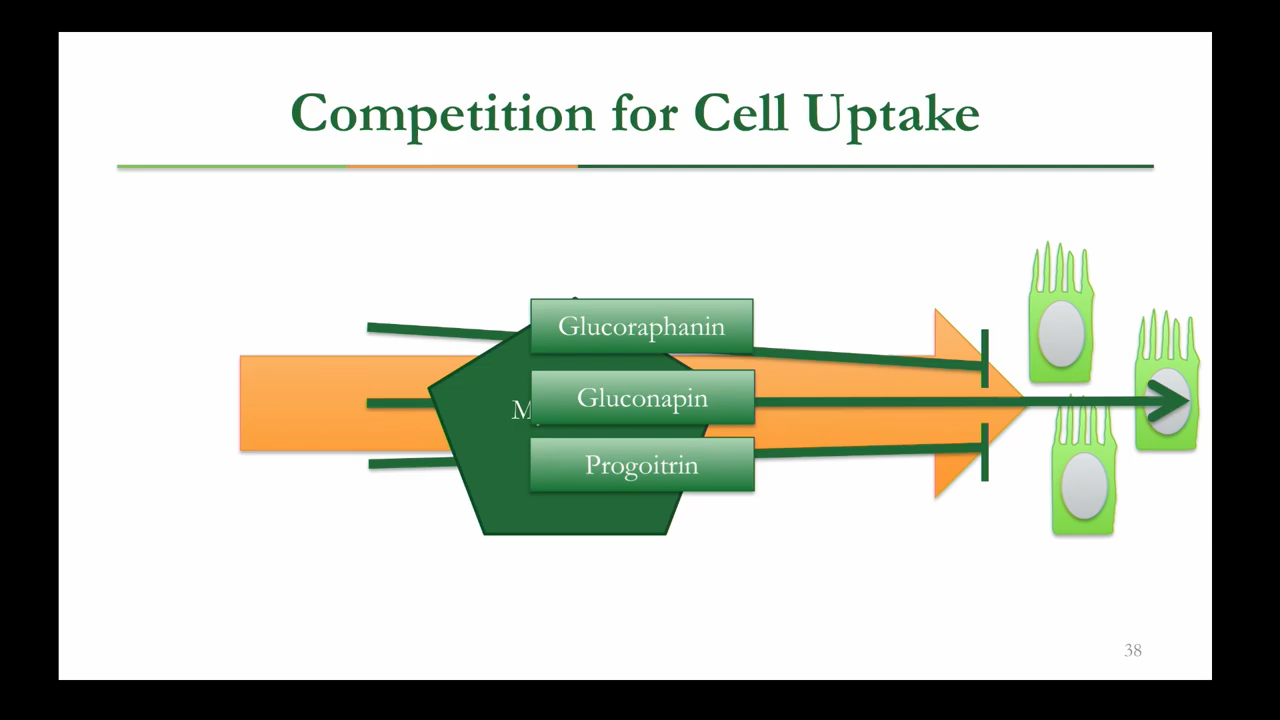 Competition for Cell Uptake
Glucoraphanin
Gluconapin
Progoitrin
38